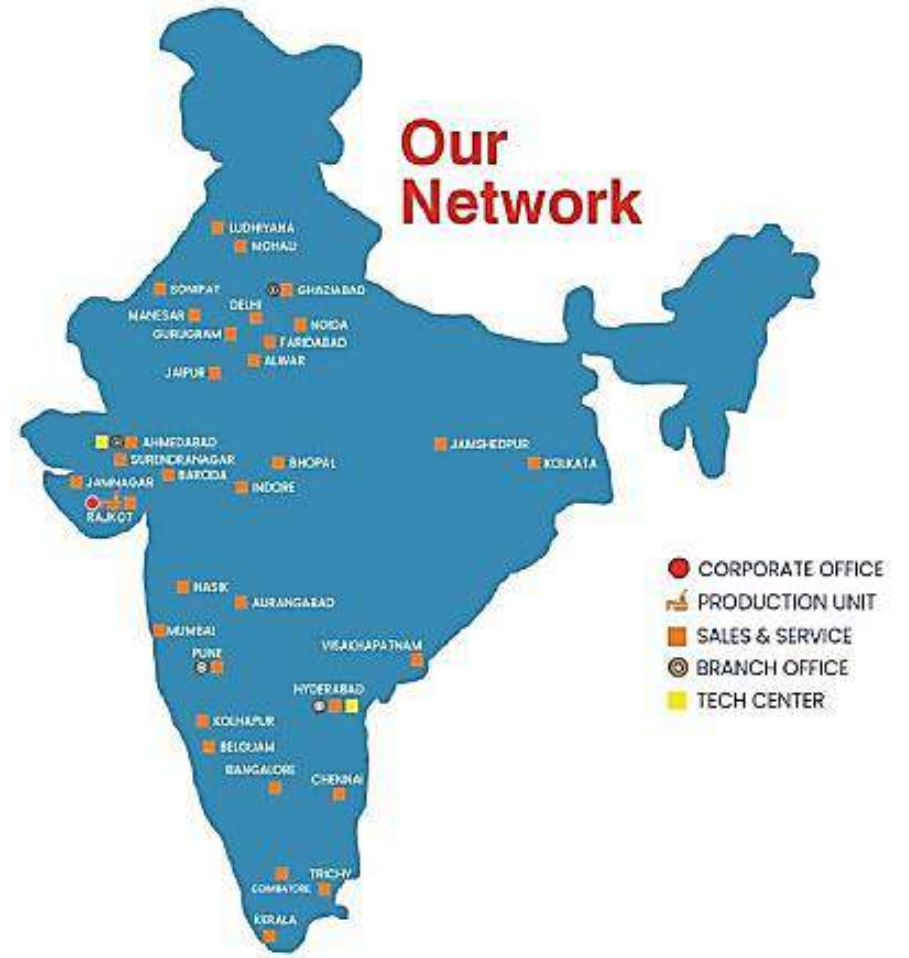 Our
Network
LUDHIYANA
MOHALI
SONIPAT
GHAZIABAD
DELHI
MANESAR
NOIDA
GURUGRAM
FARIDABAD
ALWAR
JAIPUR
AHMEDABAD
JAMSHEDPUR
SURENDRANAGAR
BHOPAL
KOLKATA
BARODA
JAMNAGAR
INDORE
RAJKOT
CORPORATE OFFICE
PRODUCTION UNIT
SALES & SERVICE
BRANCH OFFICE
TECH CENTER
NASIK
AURANGABAD
MUMBAI
VISAKHAPATNAM
PUNE
HYDERABAD
KOLHAPUR
BELGUAM
BANGALORE
CHENNAI
TRICHY
COIMBATORE
KERALA